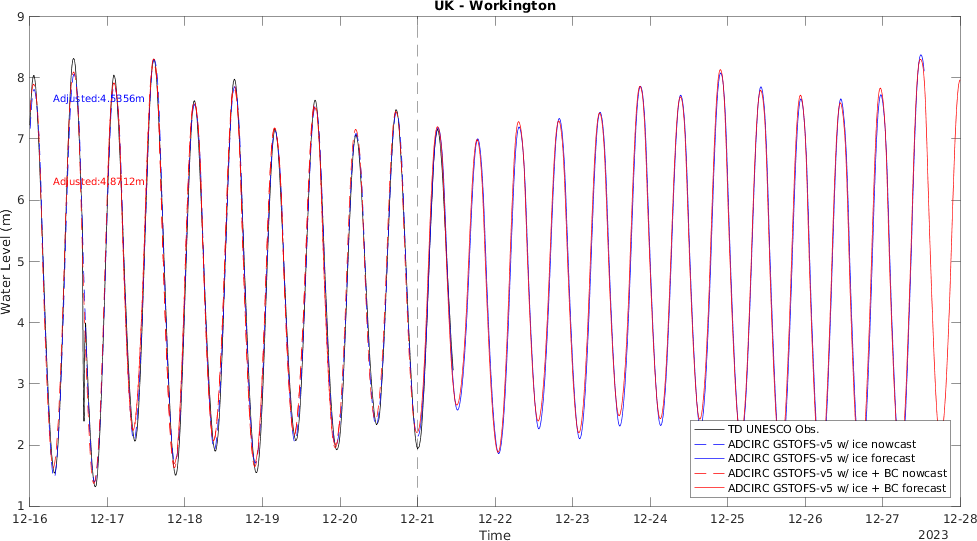 UK - Workington
9
8
7
6
5
4
3
2
1
Water Level (m)
Adjusted:4.5356m
Adjusted:4.8712m
TD UNESCO Obs.
ADCIRC GSTOFS-v5 w/ ice nowcast
ADCIRC GSTOFS-v5 w/ ice forecast
ADCIRC GSTOFS-v5 w/ ice + BC nowcast
ADCIRC GSTOFS-v5 w/ ice + BC forecast
12-16 12-17 12-18 12-19 12-20 12-21 12-22 12-23 12-24 12-25 12-26 12-27 12-28
Time
2023